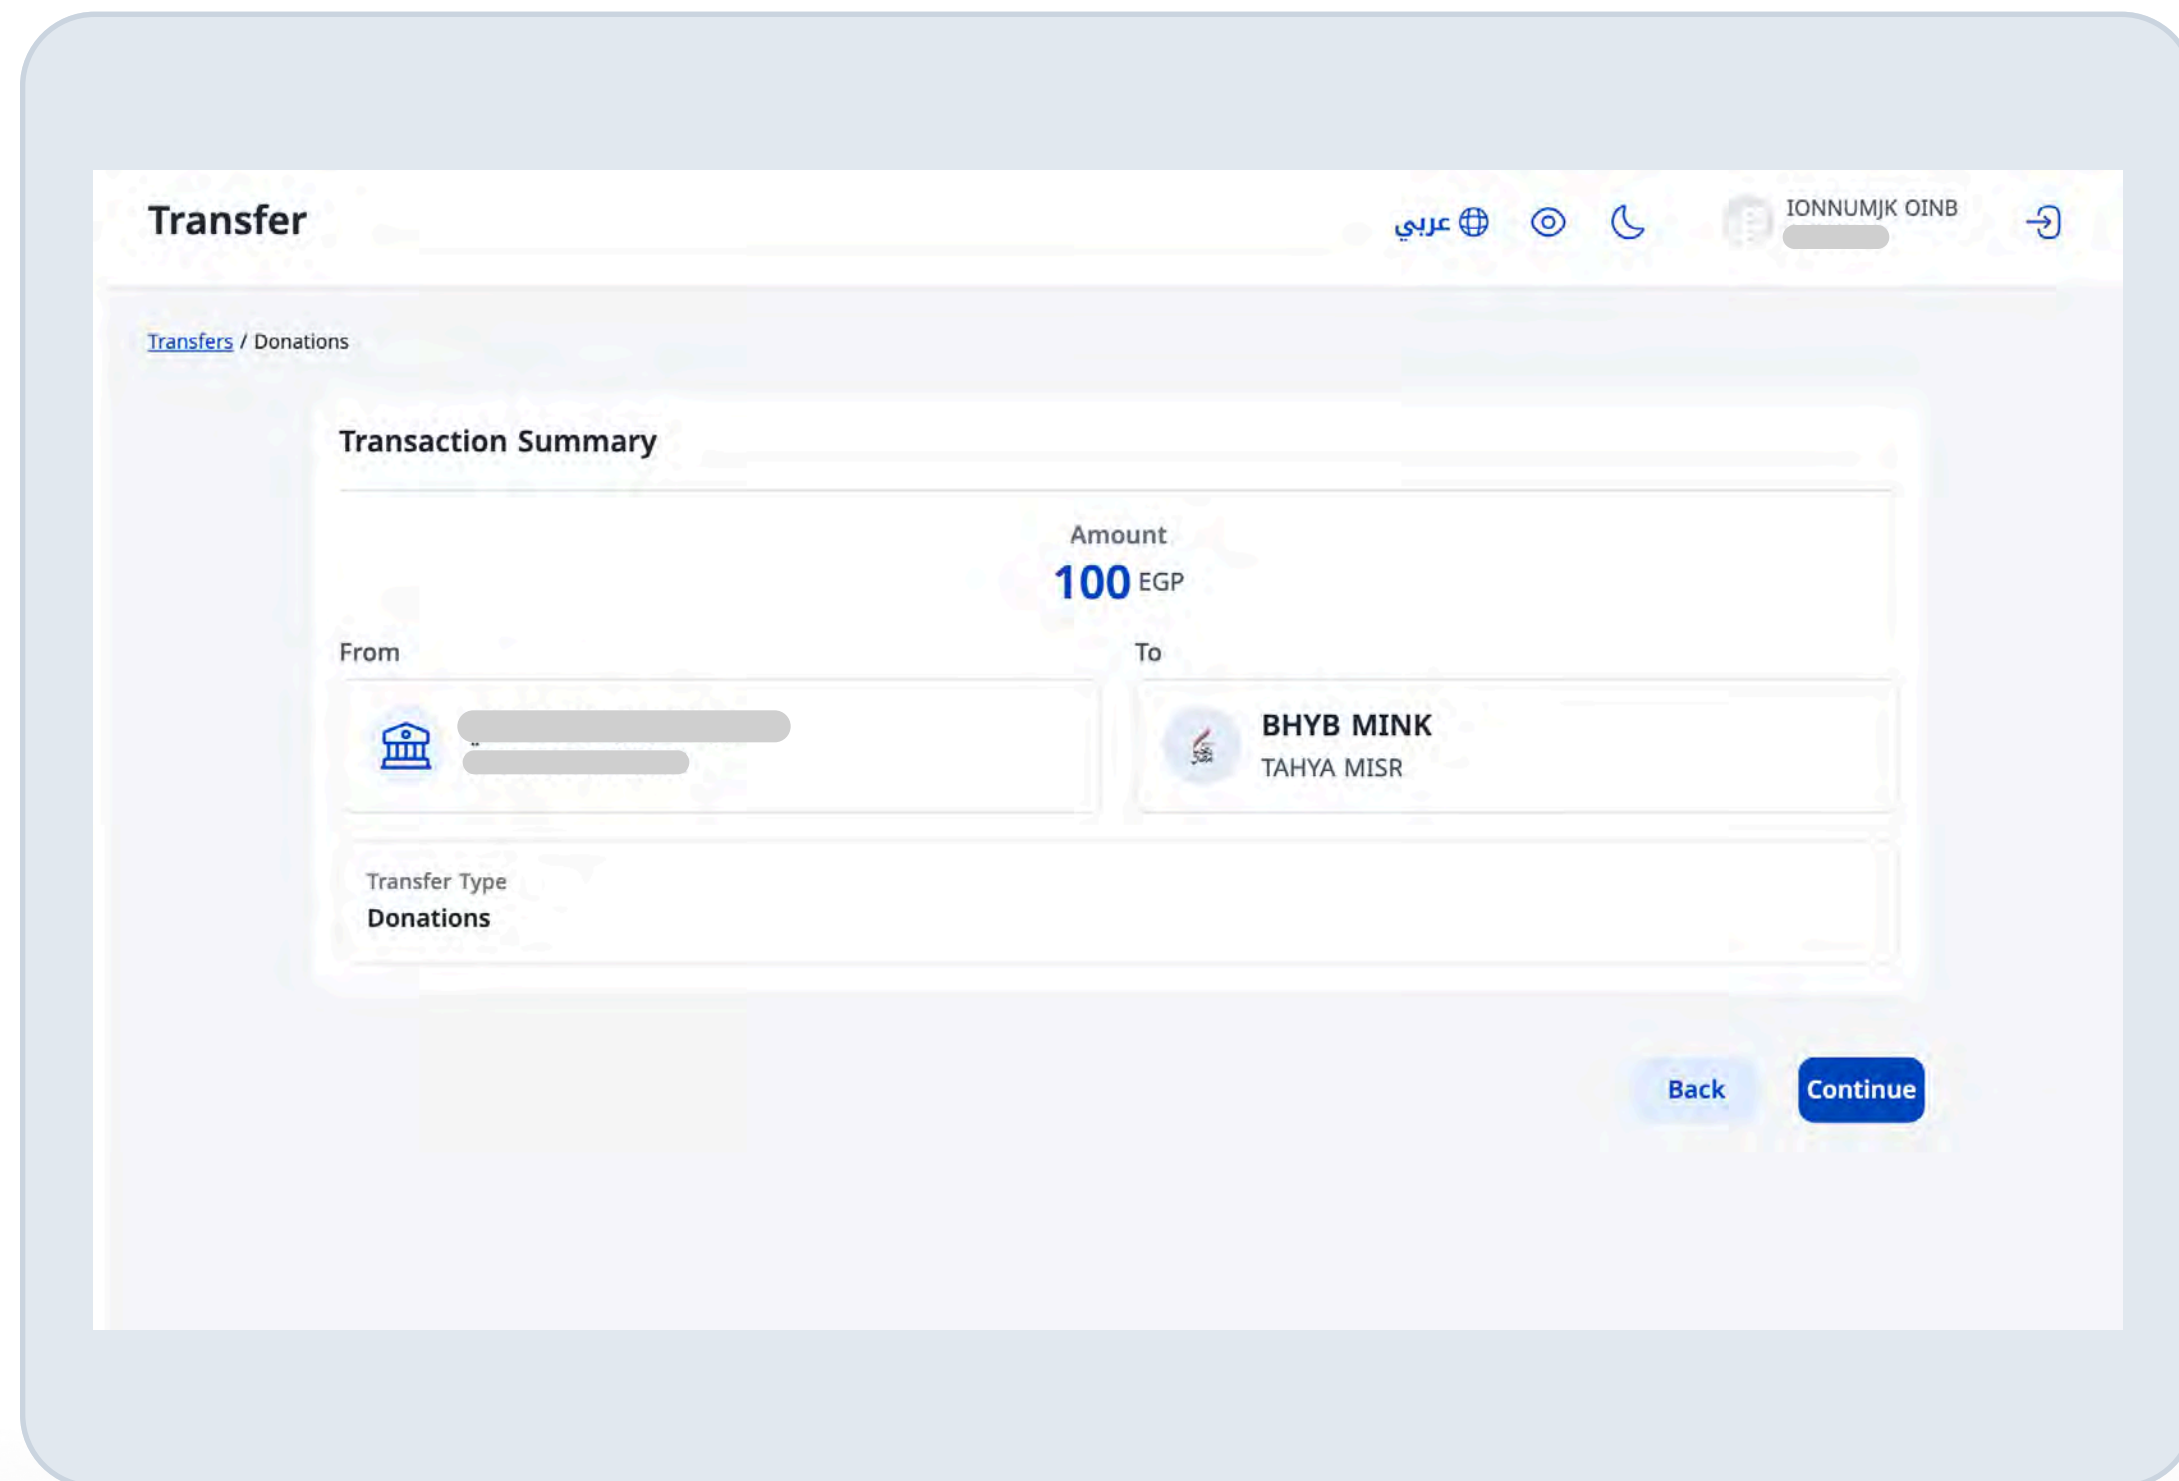 Transfer
عربي
IONNUMJK OINB
Transfers / Donations
Transaction Summary
Amount
100 EGP
From
To
BHYB MINK
TAHYA MISR
Transfer Type
Donations
Back
Continue